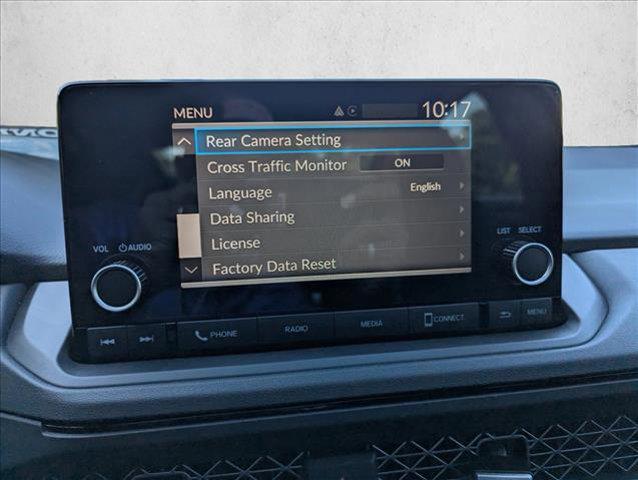 MENU 10:17
Rear Camera Setting
Cross Traffic Monitor ON
Language English
Data Sharing
License
Factory Data Reset
VOL AUDIO
LIST SELECT
PHONE RADIO MEDIA CONNECT MENU